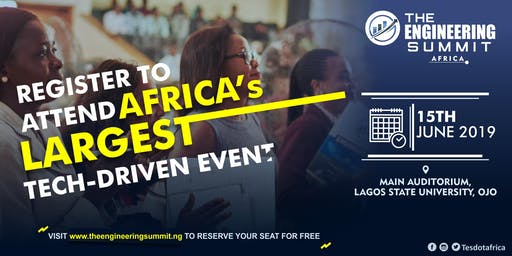 REGISTER TO
ATTEND AFRICA's
LARGEST
TECH-DRIVEN EVENT
THE
ENGINEERING
SUMMIT
AFRICA
15TH
JUNE 2019
MAIN AUDITORIUM,
LAGOS STATE UNIVERSITY, OJO
VISIT www.theengineeringsummit.ng TO RESERVE YOUR SEAT FOR FREE
Tesdotafrica